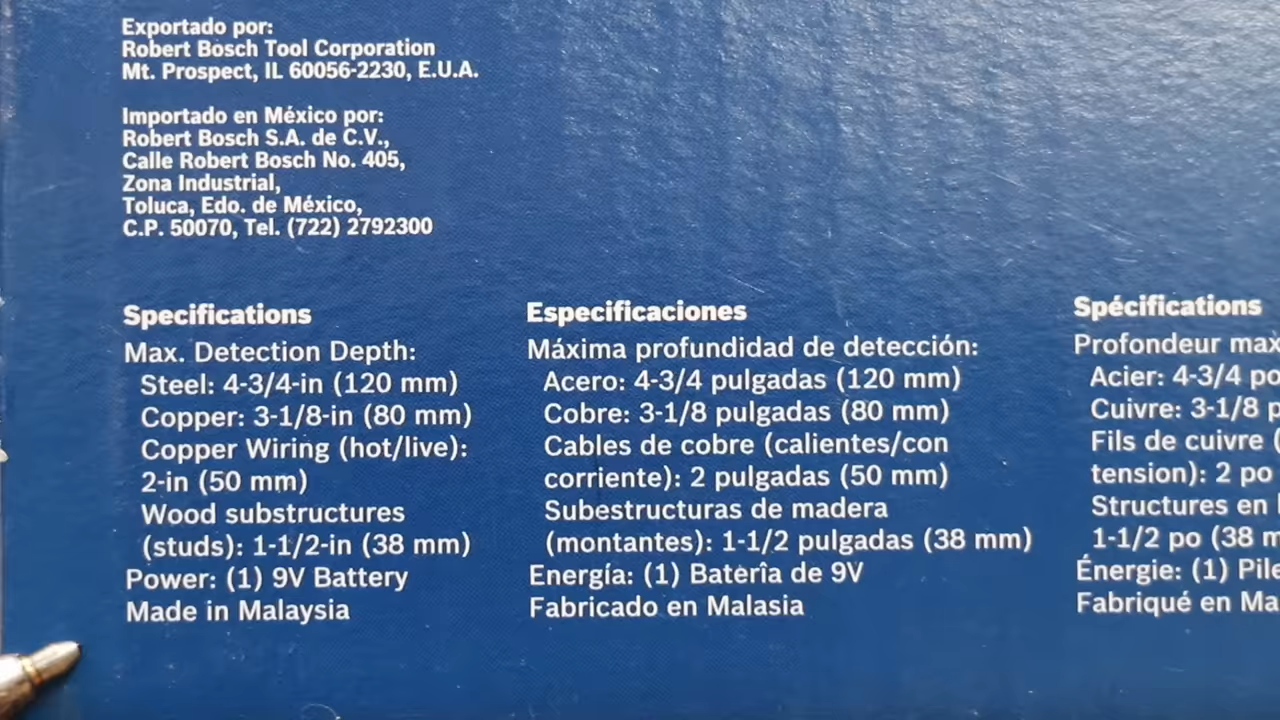 Exportado por:
Robert Bosch Tool Corporation
Mt. Prospect, IL 60056-2230, E.U.A.
Importado en México por:
Robert Bosch S.A. de C.V.,
Calle Robert Bosch No. 405,
Zona Industrial,
Toluca, Edo. de México,
C.P. 50070, Tel. (722) 2792300
Specifications
Max. Detection Depth:
Steel: 4-3/4-in (120 mm)
Copper: 3-1/8-in (80 mm)
Copper Wiring (hot/live):
2-in (50 mm)
Wood substructures
(studs): 1-1/2-in (38 mm)
Power: (1) 9V Battery
Made in Malaysia
Especificaciones
Máxima profundidad de detección:
Acero: 4-3/4 pulgadas (120 mm)
Cobre: 3-1/8 pulgadas (80 mm)
Cables de cobre (calientes/con
corriente): 2 pulgadas (50 mm)
Subestructuras de madera
(montantes): 1-1/2 pulgadas (38 mm)
Energía: (1) Baterîa de 9V
Fabricado en Malasia
Spécifications
Profondeur max
Acier: 4-3/4 po
Cuivre: 3-1/8 p
Fils de cuivre (
tension): 2 po
Structures en
1-1/2 po (38 m
Énergie: (1) Pile
Fabriqué en Ma